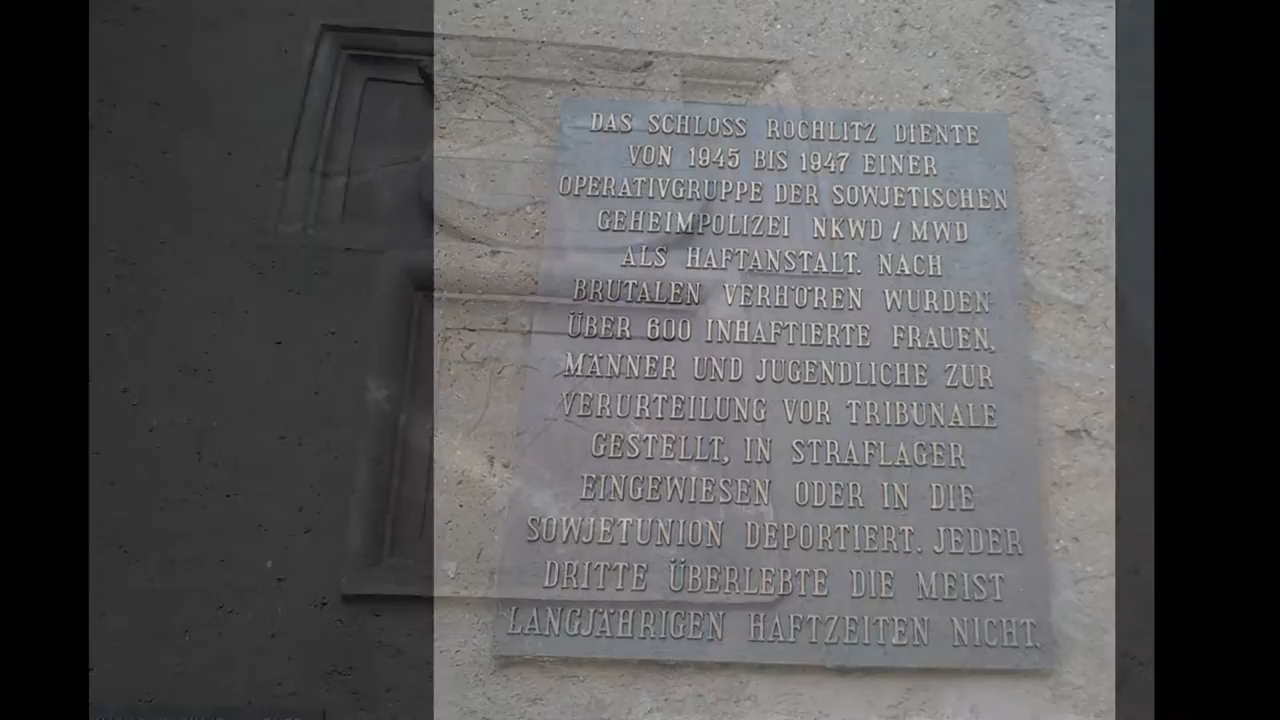 DAS SCHLOSS ROCHLITZ DIENTE
VON 1945 BIS 1947 EINER
OPERATIVGRUPPE DER SOWJETISCHEN
GEHEIMPOLIZEI NKWD / MWD
ALS HAFTANSTALT. NACH
BRUTALEN VERHÖREN WURDEN
ÜBER 600 INHAFTIERTE FRAUEN,
MÄNNER UND JUGENDLICHE ZUR
VERURTEILUNG VOR TRIBUNALE
GESTELLT, IN STRAFLAGER
EINGEWIESEN ODER IN DIE
SOWJETUNION DEPORTIERT. JEDER
DRITTE ÜBERLEBTE DIE MEIST
LANGJÄHRIGEN HAFTZEITEN NICHT.